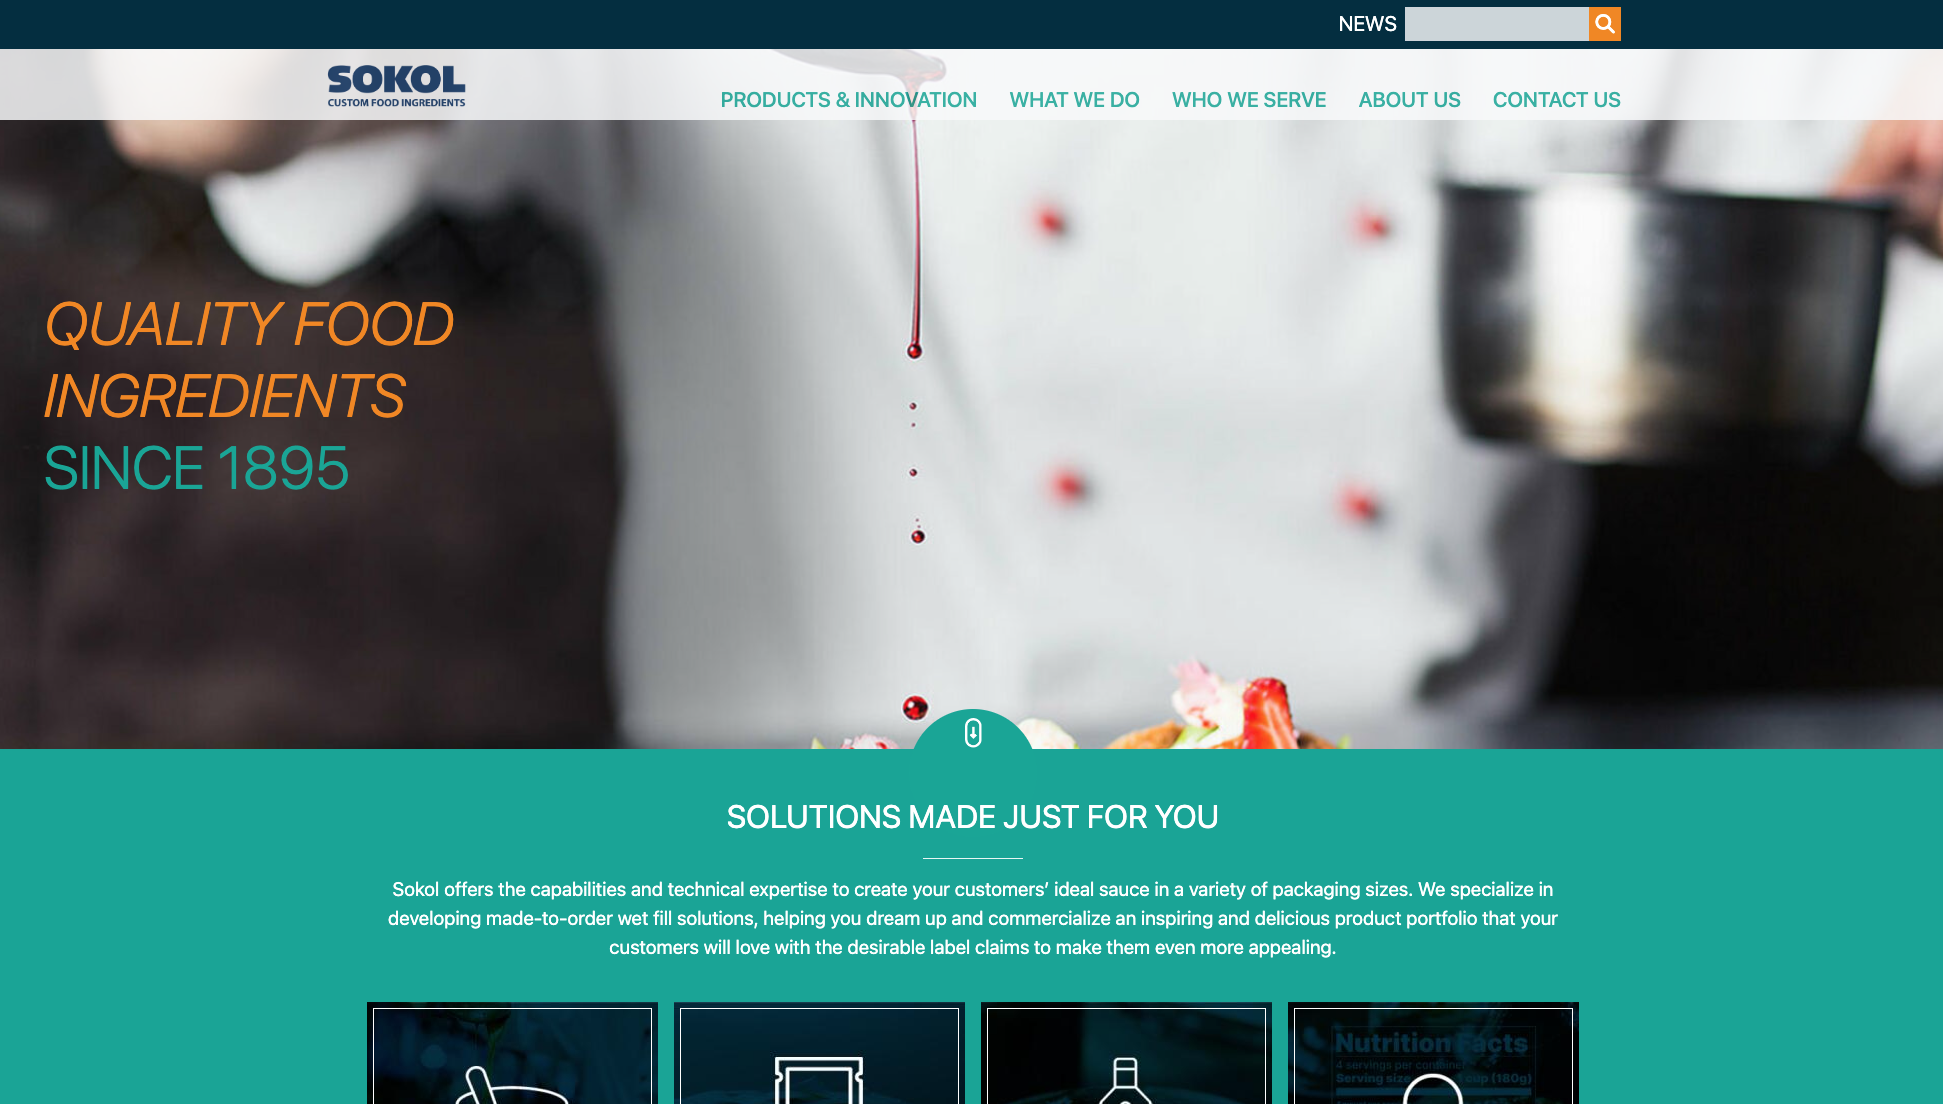 NEWS
SOKOL
CUSTOM FOOD INGREDIENTS
PRODUCTS & INNOVATION WHAT WE DO WHO WE SERVE ABOUT US CONTACT US
QUALITY FOOD
INGREDIENTS
SINCE 1895
SOLUTIONS MADE JUST FOR YOU
Sokol offers the capabilities and technical expertise to create your customers’ ideal sauce in a variety of packaging sizes. We specialize in
developing made-to-order wet fill solutions, helping you dream up and commercialize an inspiring and delicious product portfolio that your
customers will love with the desirable label claims to make them even more appealing.
Nutrition Facts
4 servings per container
Serving size cup (180g)